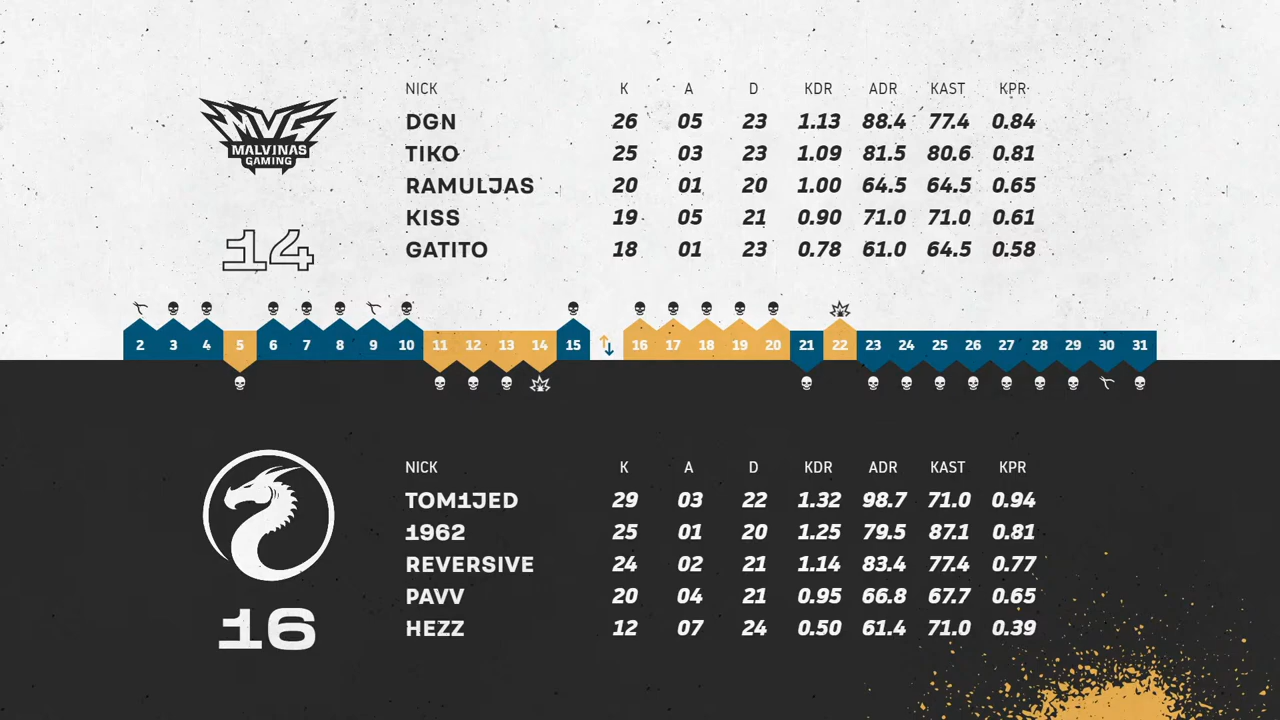 NICK K A D KDR ADR KAST KPR
MVG
MALVINAS
GAMING
DGN 26 05 23 1.13 88.4 77.4 0.84
TIKO 25 03 23 1.09 81.5 80.6 0.81
RAMULJAS 20 01 20 1.00 64.5 64.5 0.65
KISS 19 05 21 0.90 71.0 71.0 0.61
GATITO 18 01 23 0.78 61.0 64.5 0.58
14
2 3 4 5 6 7 8 9 10 11 12 13 14 15 16 17 18 19 20 21 22 23 24 25 26 27 28 29 30 31
NICK K A D KDR ADR KAST KPR
TOM1JED 29 03 22 1.32 98.7 71.0 0.94
1962 25 01 20 1.25 79.5 87.1 0.81
REVERSIVE 24 02 21 1.14 83.4 77.4 0.77
PAVV 20 04 21 0.95 66.8 67.7 0.65
HEZZ 12 07 24 0.50 61.4 71.0 0.39
16